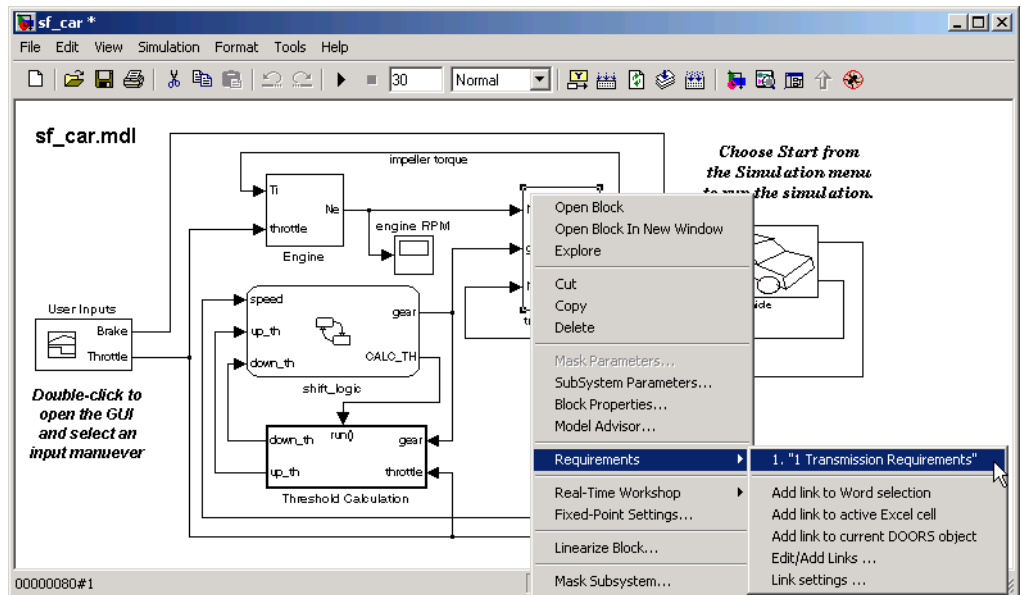 sf_car *
File Edit View Simulation Format Tools Help
30 Normal
sf_car.mdl
impeller torque
Choose Start from
the Simulation menu
to run the simulation.
Ti
Ne
throttle
Engine
engine RPM
User Inputs
Brake
Throttle
Double-click to
open the GUI
and select an
input manuever
speed
up_th
down_th
gear
CALC_TH
shift_logic
run()
down_th
up_th
gear
throttle
Threshold Calculation
Open Block
Open Block In New Window
Explore
Cut
Copy
Delete
Mask Parameters...
SubSystem Parameters...
Block Properties...
Model Advisor...
Requirements
Real-Time Workshop
Fixed-Point Settings...
Linearize Block...
Mask Subsystem...
1. "1 Transmission Requirements"
Add link to Word selection
Add link to active Excel cell
Add link to current DOORS object
Edit/Add Links ...
Link settings ...
00000080#1